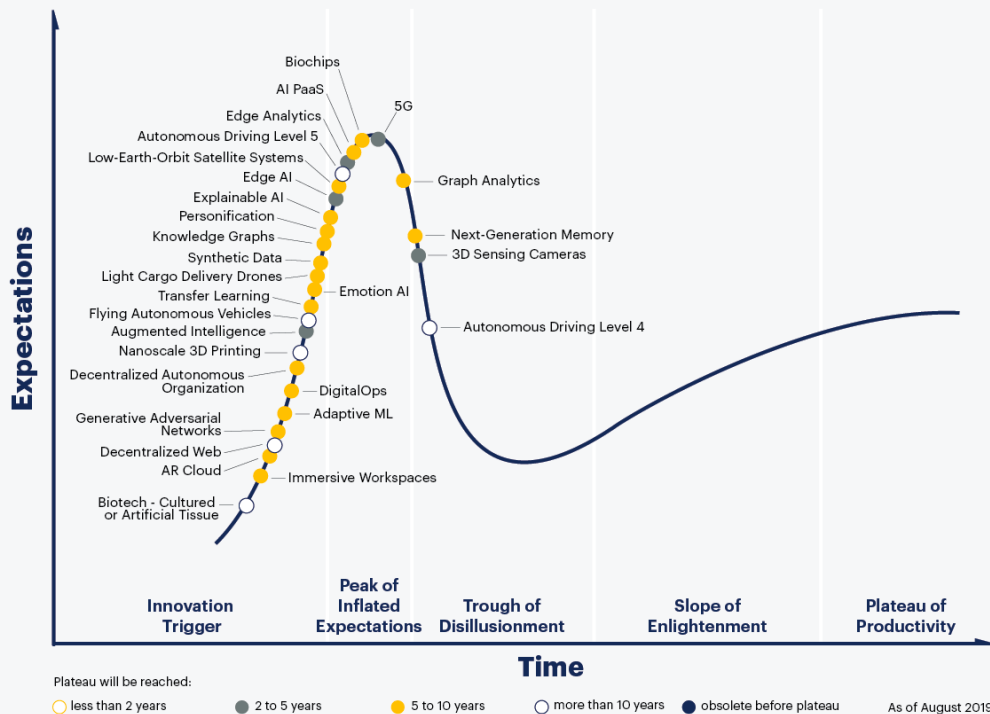 Biochips
AI PaaS
5G
Edge Analytics
Autonomous Driving Level 5
Low-Earth-Orbit Satellite Systems
Edge AI
Graph Analytics
Explainable AI
Personification
Knowledge Graphs
Next-Generation Memory
Synthetic Data
3D Sensing Cameras
Light Cargo Delivery Drones
Emotion AI
Transfer Learning
Flying Autonomous Vehicles
Augmented Intelligence
Autonomous Driving Level 4
Nanoscale 3D Printing
Decentralized Autonomous
Organization
DigitalOps
Adaptive ML
Generative Adversarial
Networks
Decentralized Web
AR Cloud
Immersive Workspaces
Biotech - Cultured
or Artificial Tissue
Expectations
Innovation
Trigger
Peak of
Inflated
Expectations
Trough of
Disillusionment
Slope of
Enlightenment
Plateau of
Productivity
Time
Plateau will be reached:
less than 2 years
2 to 5 years
5 to 10 years
more than 10 years
obsolete before plateau
As of August 2019